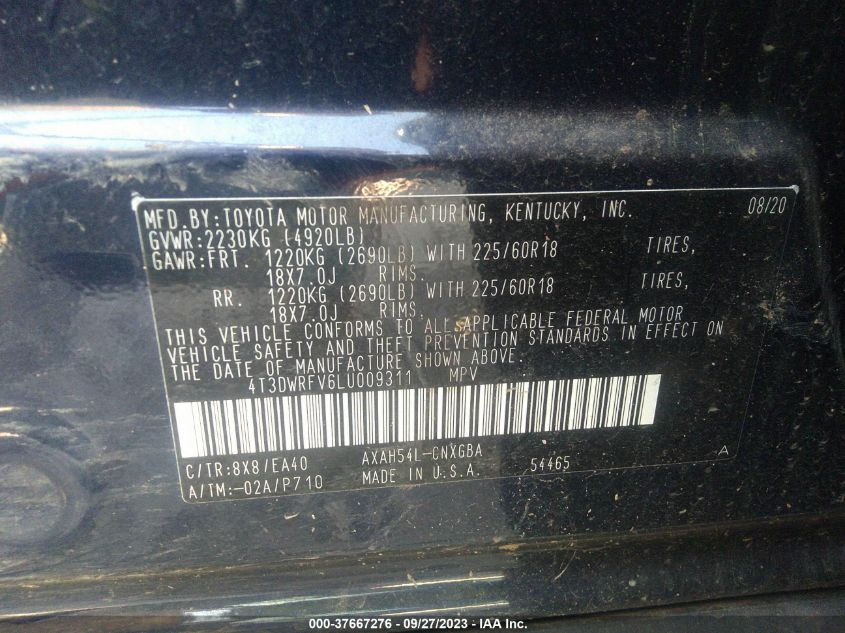 MFD.BY:TOYOTA MOTOR MANUFACTURING, KENTUCKY, INC. 08/20
GVWR:2230KG (4920LB)
GAWR:FRT. 1220KG (2690LB) WITH 225/60R18 TIRES,
18X7.0J RIMS.
RR. 1220KG (2690LB) WITH 225/60R18 TIRES,
18X7.0J RIMS.
THIS VEHICLE CONFORMS TO ALL APPLICABLE FEDERAL MOTOR
VEHICLE SAFETY AND THEFT PREVENTION STANDARDS IN EFFECT ON
THE DATE OF MANUFACTURE SHOWN ABOVE.
4T3DWRFV6LU009311 MPV
C/TR:8X8/EA40 AXAH54L-CNXGBA
A/TM:-02A/P710 MADE IN U.S.A. 54465 A
000-37667276 - 09/27/2023 - IAA Inc.